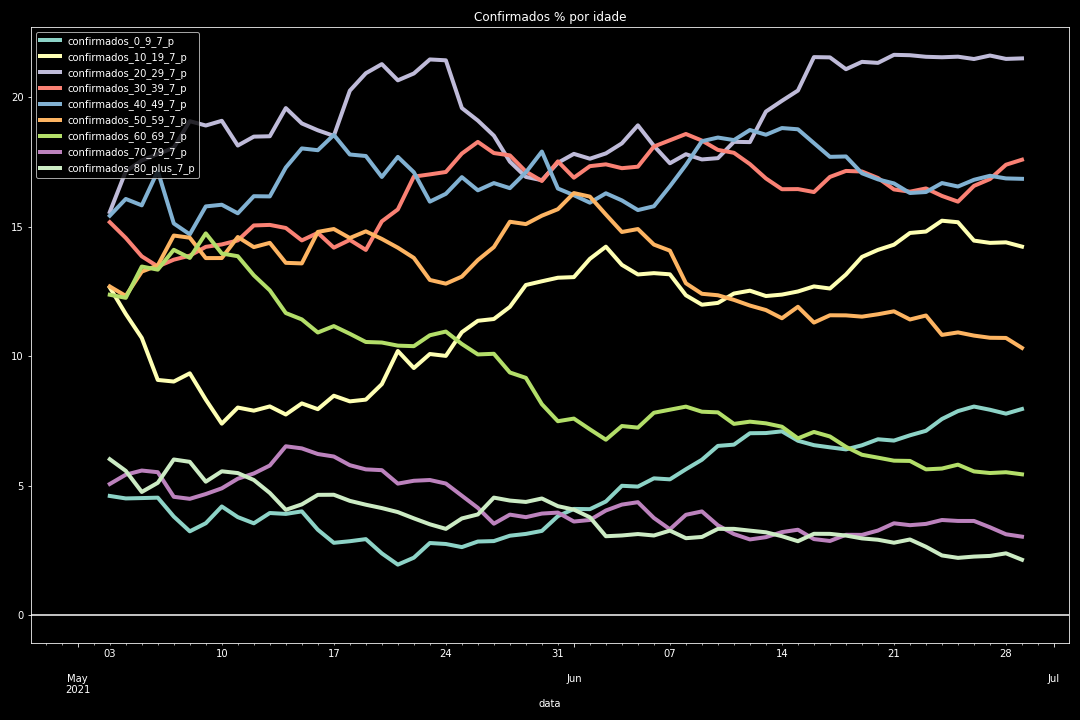 Confirmados % por idade
confirmados_0_9_7_p
confirmados_10_19_7_p
confirmados_20_29_7_p
confirmados_30_39_7_p
confirmados_40_49_7_p
confirmados_50_59_7_p
confirmados_60_69_7_p
confirmados_70_79_7_p
confirmados_80_plus_7_p
20
15
10
5
0
03 10 17 24 31 07 14 21 28
May Jun Jul
2021
data